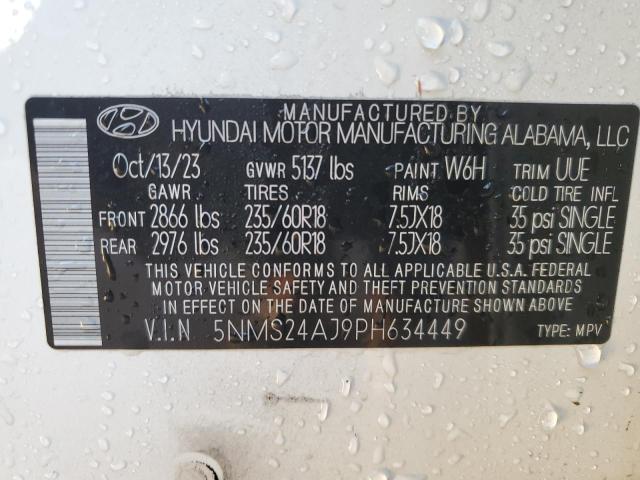 MANUFACTURED BY
HYUNDAI MOTOR MANUFACTURING ALABAMA, LLC
Oct/13/23 GVWR 5137 lbs PAINT W6H TRIM UUE
GAWR TIRES RIMS COLD TIRE INFL
FRONT 2866 lbs 235/60R18 7.5JX18 35 psi SINGLE
REAR 2976 lbs 235/60R18 7.5JX18 35 psi SINGLE
THIS VEHICLE CONFORMS TO ALL APPLICABLE U.S.A. FEDERAL
MOTOR VEHICLE SAFETY AND THEFT PREVENTION STANDARDS
IN EFFECT ON THE DATE OF MANUFACTURE SHOWN ABOVE.
V.I.N 5NMS24AJ9PH634449 TYPE: MPV